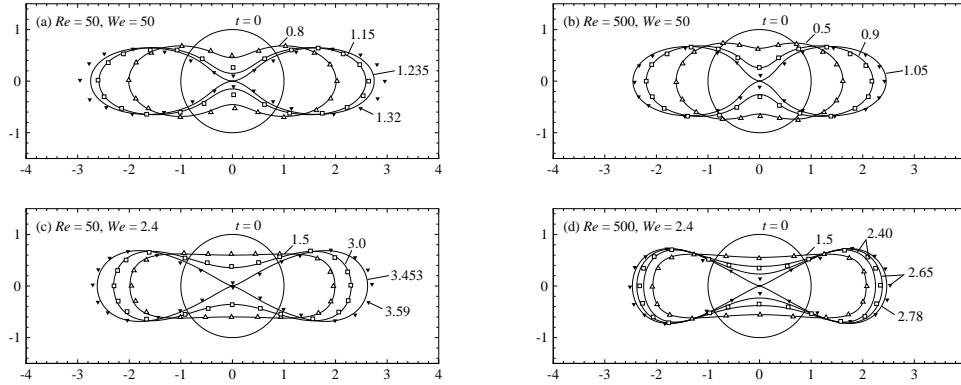 (a) Re = 50, We = 50
t = 0
0.8
1.15
1.235
1.32
1
0
-1
-4 -3 -2 -1 0 1 2 3 4
(b) Re = 500, We = 50
t = 0
0.5
0.9
1.05
1
0
-1
-4 -3 -2 -1 0 1 2 3 4
(c) Re = 50, We = 2.4
t = 0
1.5
3.0
3.453
3.59
1
0
-1
-4 -3 -2 -1 0 1 2 3 4
(d) Re = 500, We = 2.4
t = 0
1.5
2.40
2.65
2.78
1
0
-1
-4 -3 -2 -1 0 1 2 3 4